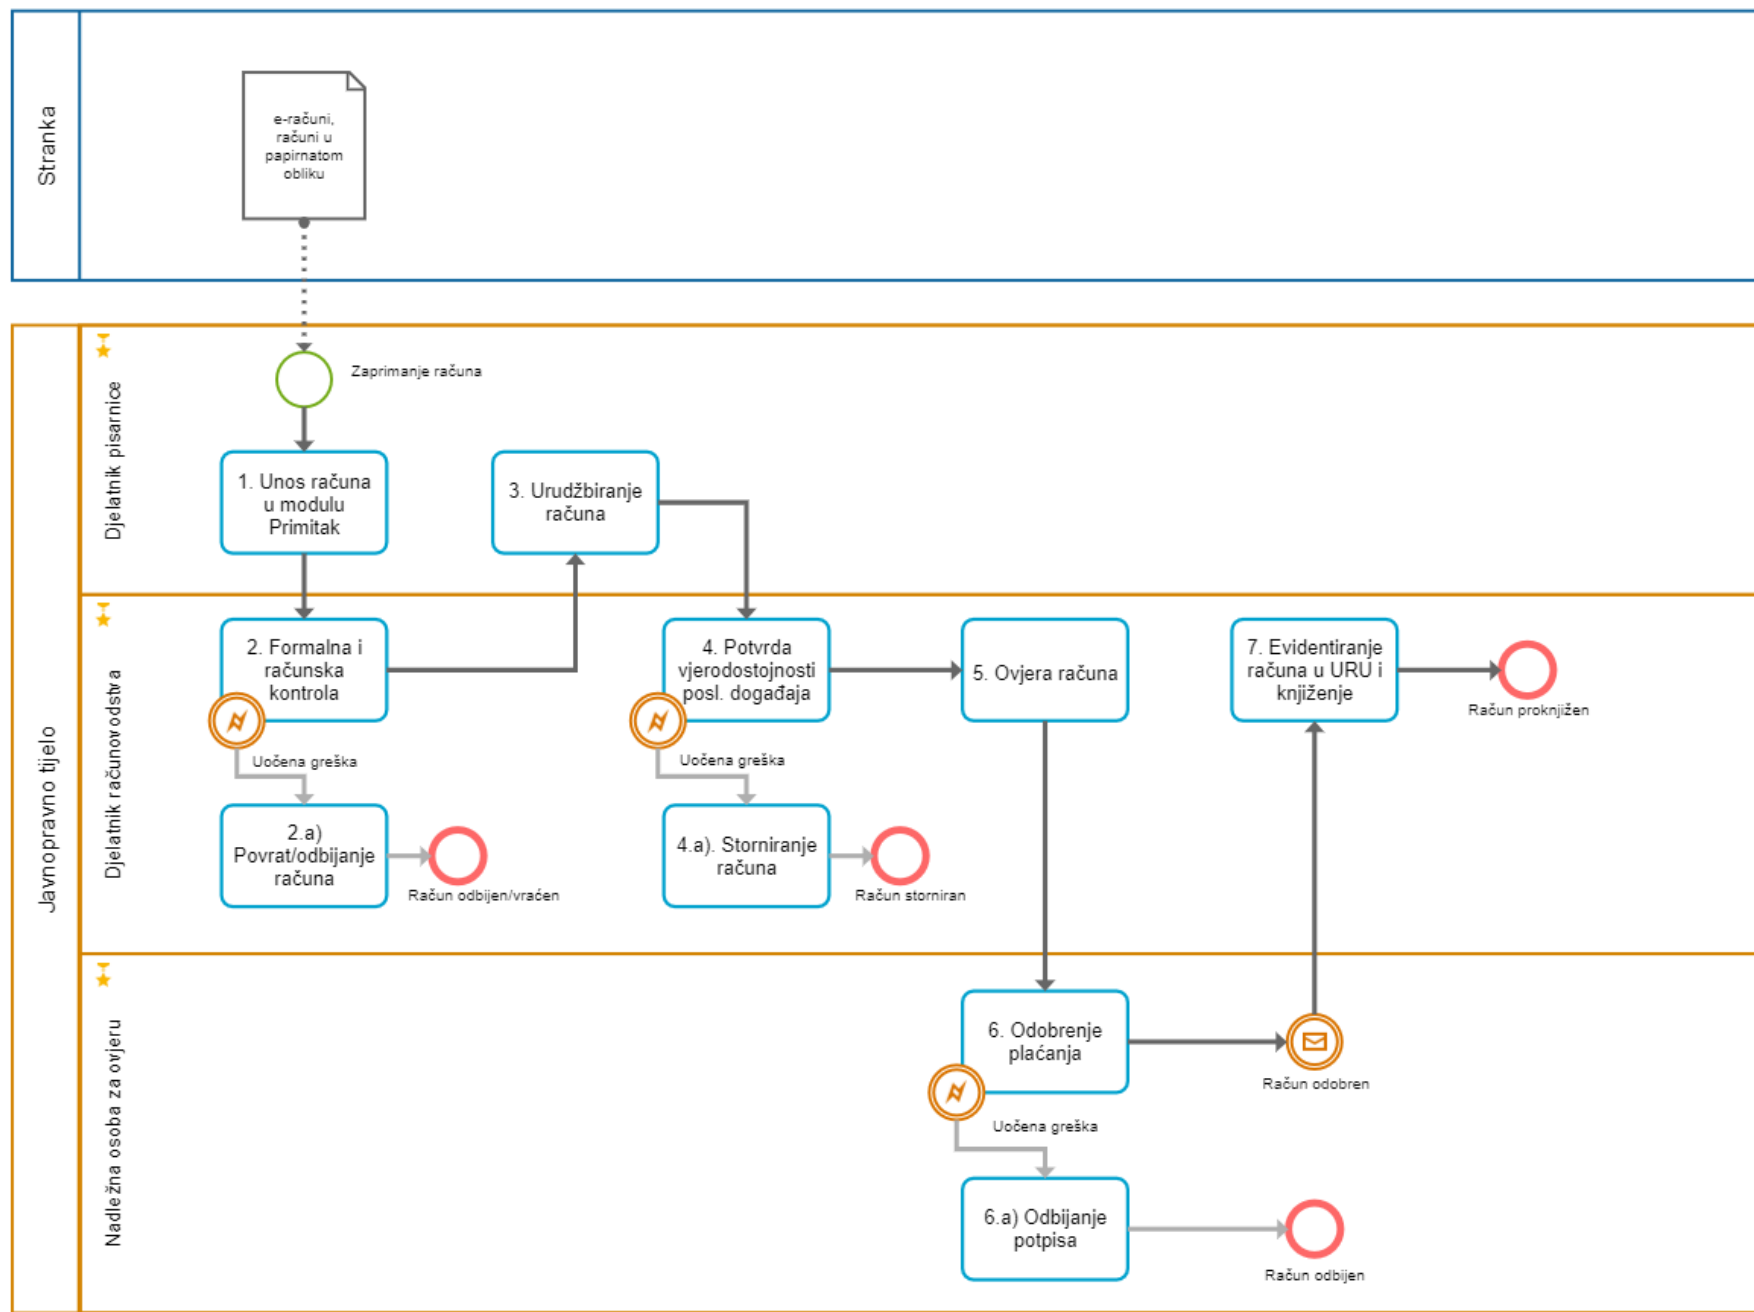 Stranka
e-računi,
računi u
papirnatom
obliku
Javnopravno tijelo
Djelatnik pisarnice
Zaprimanje računa
1. Unos računa
u modulu
Primitak
3. Urudžbiranje
računa
Djelatnik računovodstva
2. Formalna i
računska
kontrola
Uočena greška
2.a)
Povrat/odbijanje
računa
Račun odbijen/vraćen
4. Potvrda
vjerodostojnosti
posl. događaja
Uočena greška
4.a). Storniranje
računa
Račun storniran
5. Ovjera računa
7. Evidentiranje
računa u URU i
knjiženje
Račun proknjižen
Nadležna osoba za ovjeru
6. Odobrenje
plaćanja
Račun odobren
Uočena greška
6.a) Odbijanje
potpisa
Račun odbijen